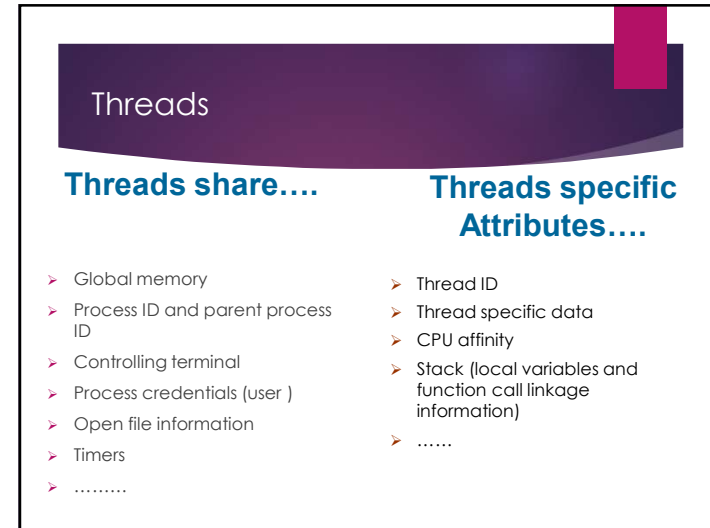 Threads
Threads share….
Global memory
Process ID and parent process
ID
Controlling terminal
Process credentials (user )
Open file information
Timers
………
Threads specific
Attributes….
Thread ID
Thread specific data
CPU affinity
Stack (local variables and
function call linkage
information)
……